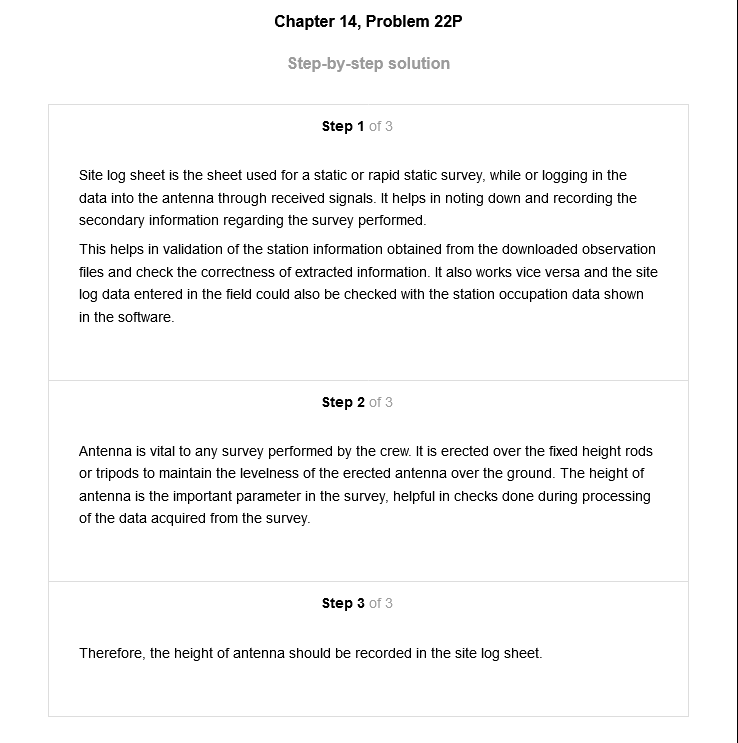 Chapter 14, Problem 22P
Step-by-step solution
Step 1 of 3
Site log sheet is the sheet used for a static or rapid static survey, while or logging in the
data into the antenna through received signals. It helps in noting down and recording the
secondary information regarding the survey performed.
This helps in validation of the station information obtained from the downloaded observation
files and check the correctness of extracted information. It also works vice versa and the site
log data entered in the field could also be checked with the station occupation data shown
in the software.
Step 2 of 3
Antenna is vital to any survey performed by the crew. It is erected over the fixed height rods
or tripods to maintain the levelness of the erected antenna over the ground. The height of
antenna is the important parameter in the survey, helpful in checks done during processing
of the data acquired from the survey.
Step 3 of 3
Therefore, the height of antenna should be recorded in the site log sheet.